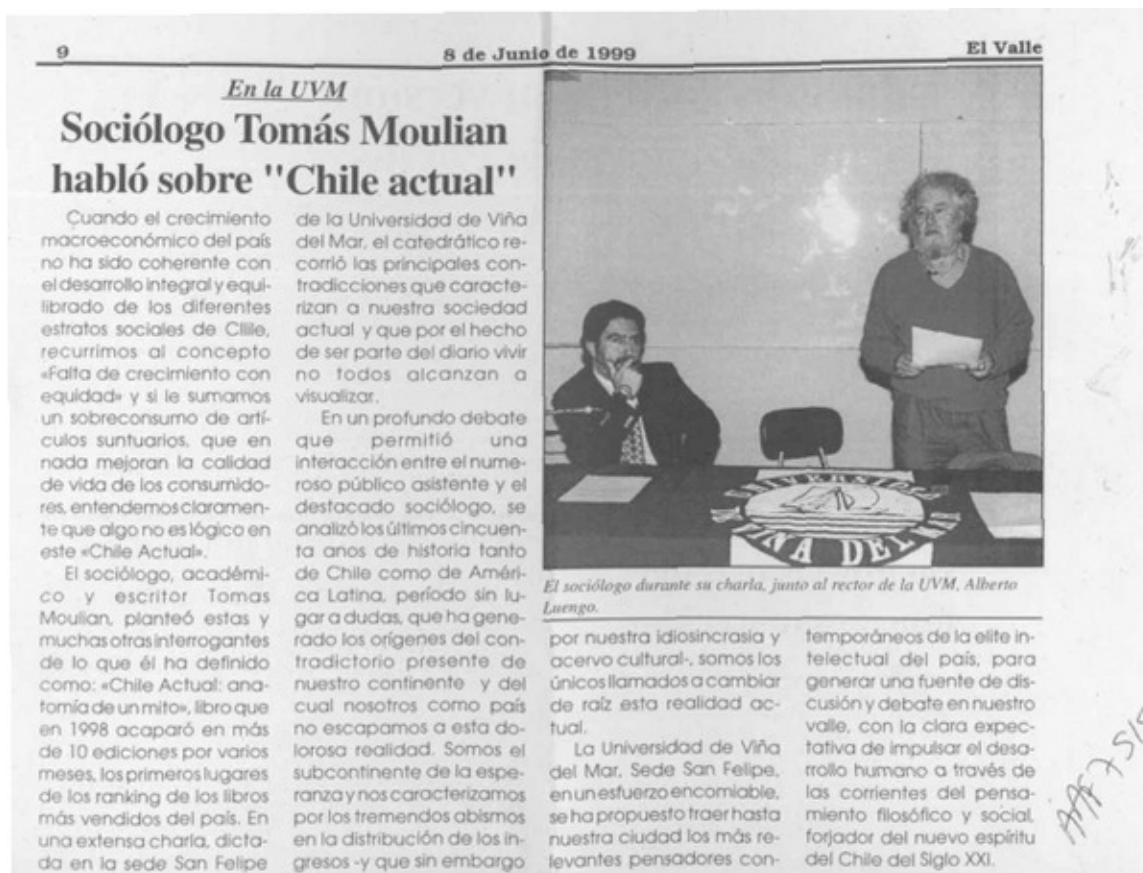 9
8 de Junio de 1999
El Valle
En la UVM
Sociólogo Tomás Moulian
habló sobre "Chile actual"
Cuando el crecimiento
macroeconómico del país
no ha sido coherente con
el desarrollo integral y equi-
librado de los diferentes
estratos sociales de Cllile,
recurrimos al concepto
«Falta de crecimiento con
equidad» y si le sumamos
un sobreconsumo de artí-
culos suntuarios, que en
nada mejoran la calidad
de vida de los consumido-
res, entendemos claramen-
te que algo no es lógico en
este «Chile Actual».
El sociólogo, académi-
co y escritor Tomas
Moulian, planteó estas y
muchas otras interrogantes
de lo que él ha definido
como: «Chile Actual: ana-
tomía de un mito», libro que
en 1998 acaparó en más
de 10 ediciones por varios
meses, los primeros lugares
de los ranking de los libros
más vendidos del país. En
una extensa charla, dicta-
da en la sede San Felipe
de la Universidad de Viña
del Mar, el catedrático re-
corrió las principales con-
tradicciones que caracte-
rizan a nuestra sociedad
actual y que por el hecho
de ser parte del diario vivir
no todos alcanzan a
visualizar.
En un profundo debate
que permitió una
interacción entre el nume-
roso público asistente y el
destacado sociólogo, se
analizó los últimos cincuen-
ta anos de historia tanto
de Chile como de Améri-
ca Latina, período sin lu-
gar a dudas, que ha gene-
rado los orígenes del con-
tradictorio presente de
nuestro continente y del
cual nosotros como país
no escapamos a esta do-
lorosa realidad. Somos el
subcontinente de la espe-
ranza y nos caracterizamos
por los tremendos abismos
en la distribución de los in-
gresos -y que sin embargo
UNIVERSIDAD
VIÑA DEL MAR
El sociólogo durante su charla, junto al rector de la UVM, Alberto
Luengo.
por nuestra idiosincrasia y
acervo cultural-, somos los
únicos llamados a cambiar
de raíz esta realidad ac-
tual.
La Universidad de Viña
del Mar, Sede San Felipe,
en un esfuerzo encomiable,
se ha propuesto traer hasta
nuestra ciudad los más re-
levantes pensadores con-
temporáneos de la elite in-
telectual del país, para
generar una fuente de dis-
cusión y debate en nuestro
valle, con la clara expec-
tativa de impulsar el desa-
rrollo humano a través de
las corrientes del pensa-
miento filosófico y social,
forjador del nuevo espíritu
del Chile del Siglo XXI.